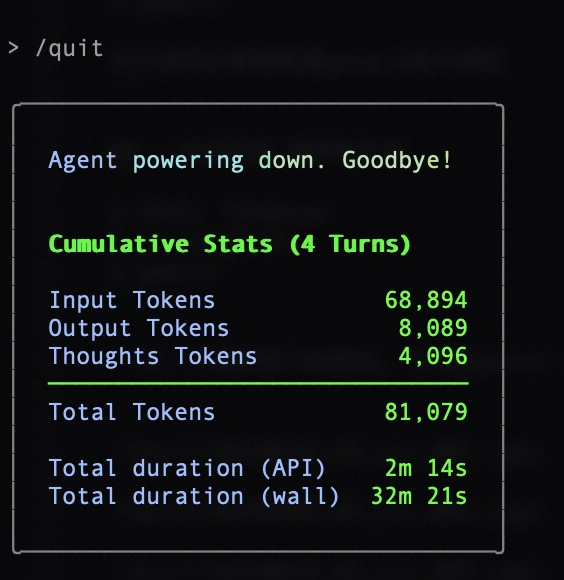 > /quit
Agent powering down. Goodbye!
Cumulative Stats (4 Turns)
Input Tokens 68,894
Output Tokens 8,089
Thoughts Tokens 4,096
Total Tokens 81,079
Total duration (API) 2m 14s
Total duration (wall) 32m 21s